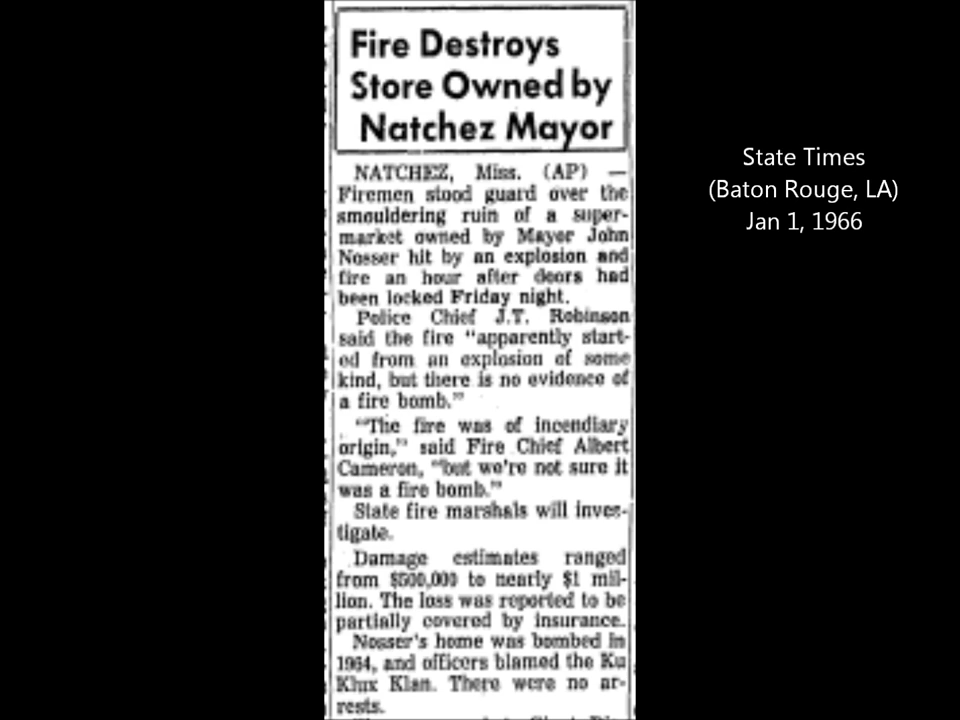 Fire Destroys
Store Owned by
Natchez Mayor
NATCHEZ, Miss. (AP) —
Firemen stood guard over the
smouldering ruin of a super-
market owned by Mayor John
Nosser hit by an explosion and
fire an hour after doors had
been locked Friday night.
Police Chief J.T. Robinson
said the fire "apparently start-
ed from an explosion of some
kind, but there is no evidence of
a fire bomb."
"The fire was of incendiary
origin," said Fire Chief Albert
Cameron, "but we're not sure it
was a fire bomb."
State fire marshals will inves-
tigate.
Damage estimates ranged
from $500,000 to nearly $1 mil-
lion. The loss was reported to be
partially covered by insurance.
Nosser's home was bombed in
1964, and officers blamed the Ku
Klux Klan. There were no ar-
rests.
State Times
(Baton Rouge, LA)
Jan 1, 1966